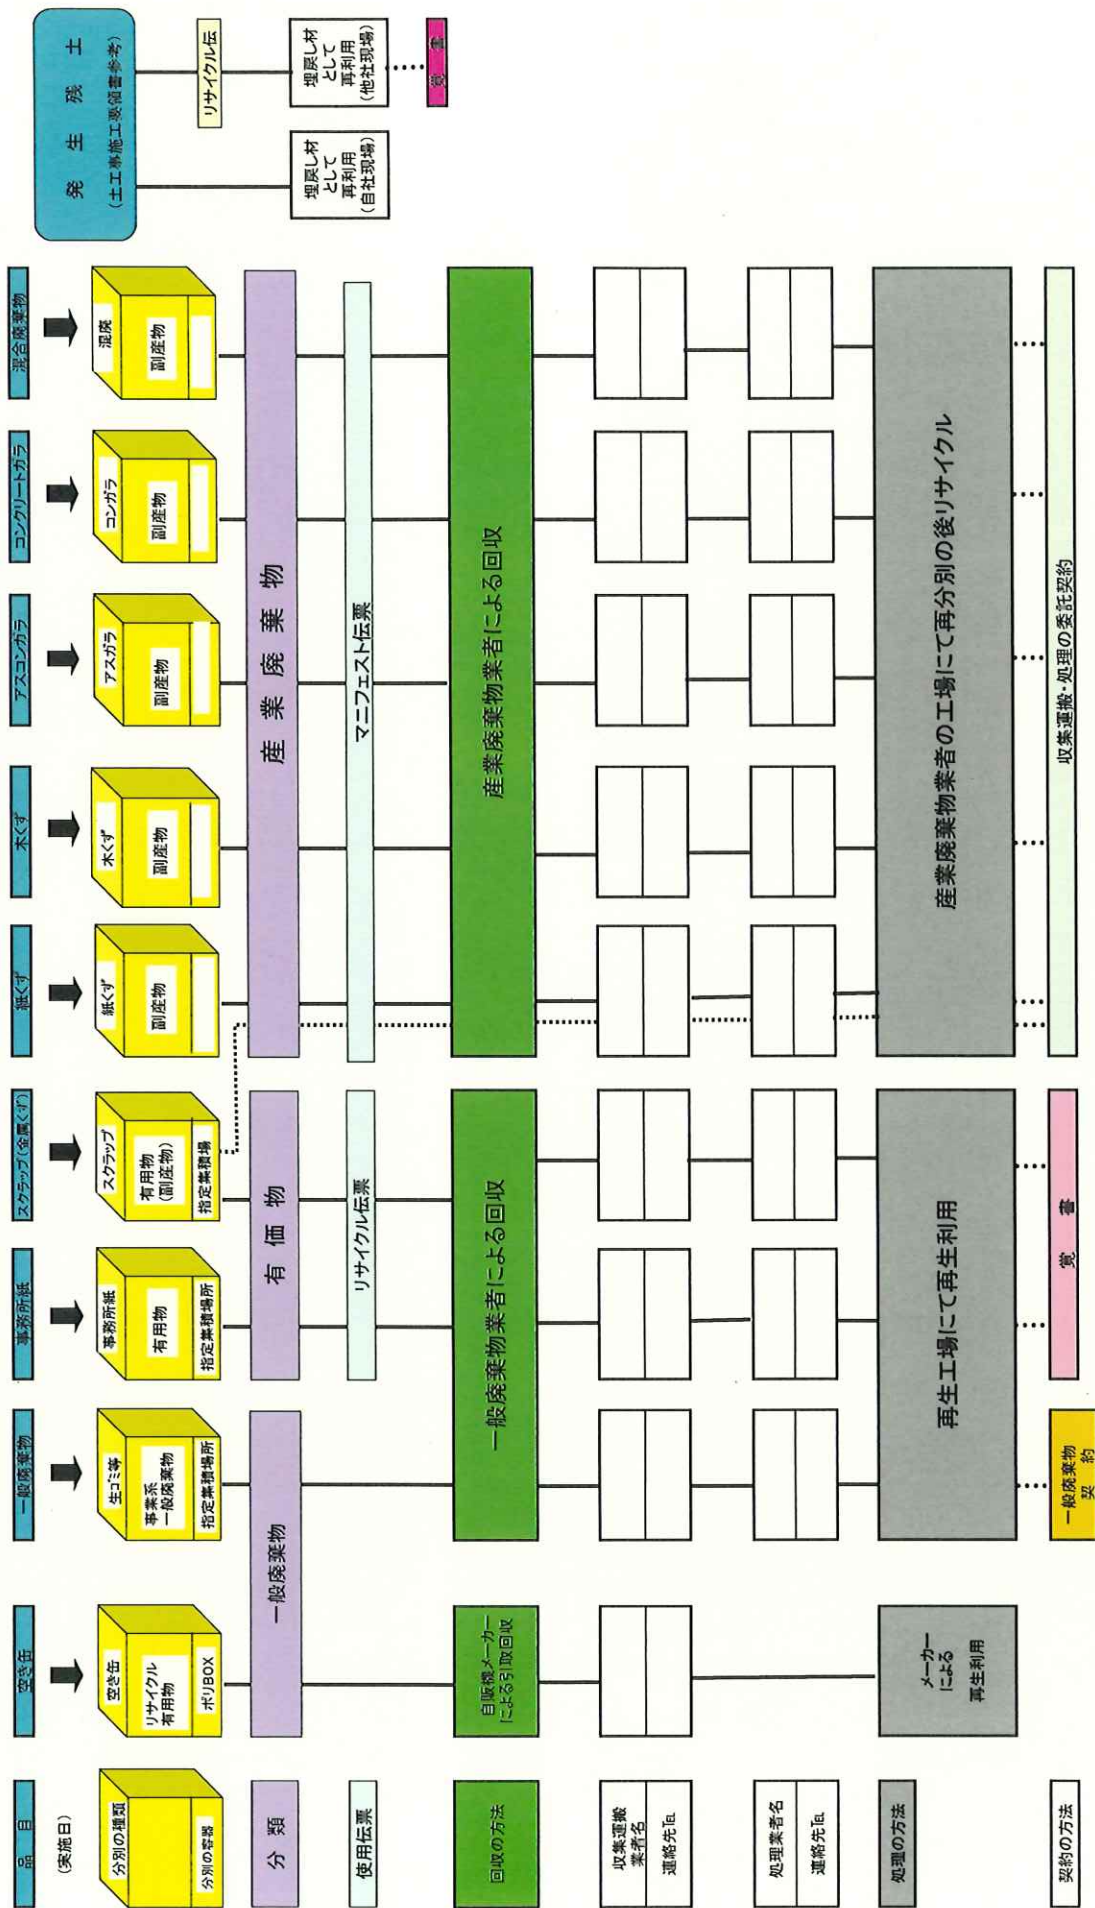 品目
空き缶
一般廃棄物
事務所紙
スクラップ(金属くず)
紙くず
木くず
アスコンガラ
コンクリートガラ
混合廃棄物
(実施日)
分別の種類
分別の容器
空き缶
リサイクル
有用物
ポリBOX
生ゴミ等
事業系
一般廃棄物
指定集積場所
事務所紙
有用物
指定集積場所
スクラップ
有用物
(副産物)
指定集積場
紙くず
副産物
木くず
副産物
アスガラ
副産物
コンガラ
副産物
混廃
副産物
発生残土
(土工事施工要領書参考)
分類
一般廃棄物
有価物
産業廃棄物
使用伝票
リサイクル伝票
マニフェスト伝票
リサイクル伝
回収の方法
自販機メーカー
による引取回収
一般廃棄物業者による回収
産業廃棄物業者による回収
埋戻し材
として
再利用
(自社現場)
埋戻し材
として
再利用
(他社現場)
覚書
収集運搬
業者名
連絡先℡
処理業者名
連絡先℡
処理の方法
メーカー
による
再生利用
再生工場にて再生利用
産業廃棄物業者の工場にて再分別の後リサイクル
契約の方法
一般廃棄物
契約
覚書
収集運搬・処理の委託契約